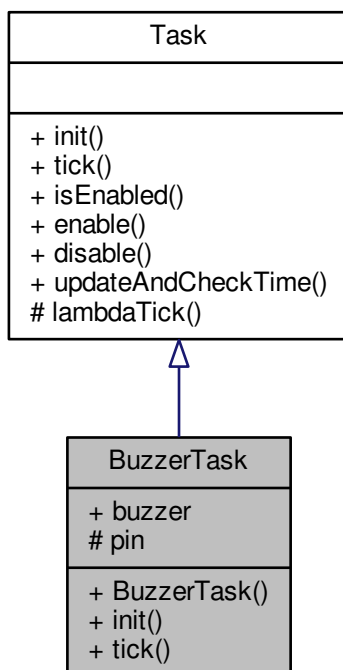 Task
+ init()
+ tick()
+ isEnabled()
+ enable()
+ disable()
+ updateAndCheckTime()
# lambdaTick()
BuzzerTask
+ buzzer
# pin
+ BuzzerTask()
+ init()
+ tick()